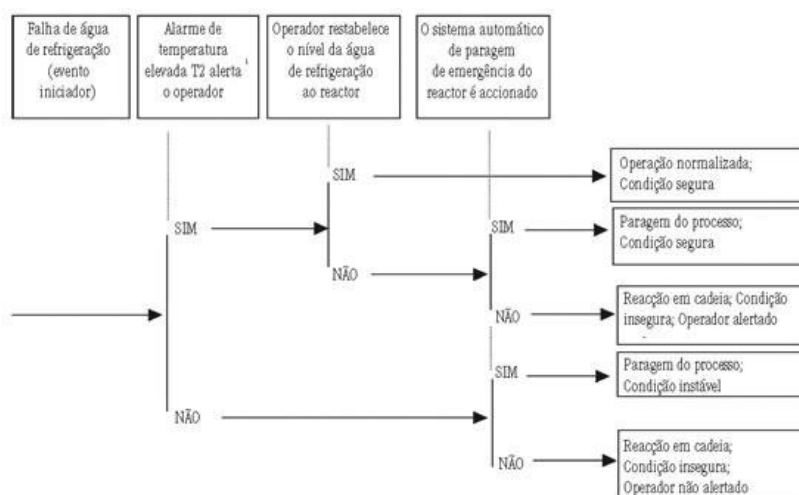 Falha de água
de refrigeração
(evento
iniciador)
Alarme de
temperatura
elevada T2 alerta
o operador
Operador restabelece
o nível da água
de refrigeração
ao reactor
O sistema automático
de paragem
de emergência do
reactor é accionado
SIM
Operação normalizada;
Condição segura
SIM
SIM
Paragem do processo;
Condição segura
NÃO
NÃO
Reacção em cadeia; Condição
insegura; Operador alertado
SIM
Paragem do processo;
Condição instável
NÃO
NÃO
Reacção em cadeia;
Condição insegura;
Operador não alertado